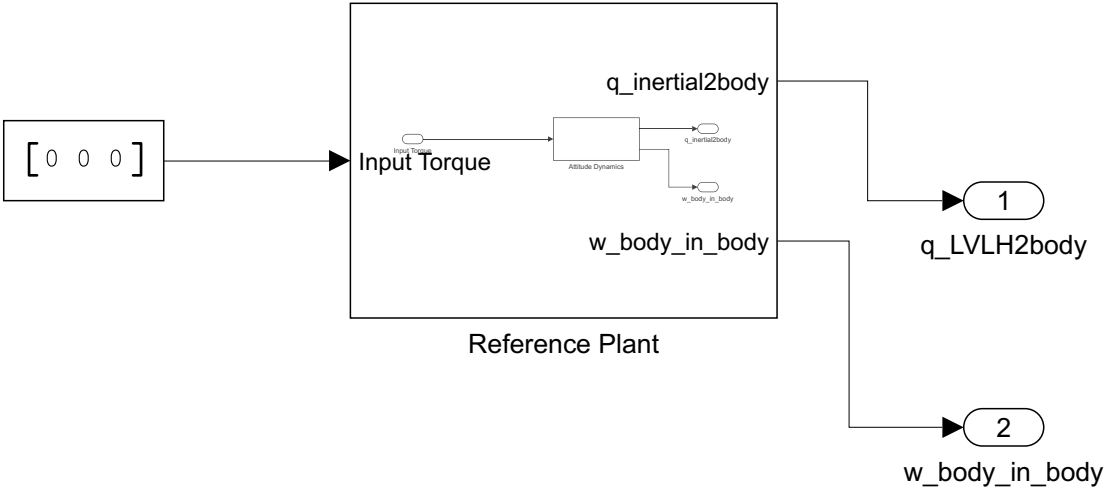 [0 0 0]
Input Torque
q_inertial2body
Input Torque
q_inertial2body
Attitude Dynamics
w_body_in_body
w_body_in_body
Reference Plant
1
q_LVLH2body
2
w_body_in_body